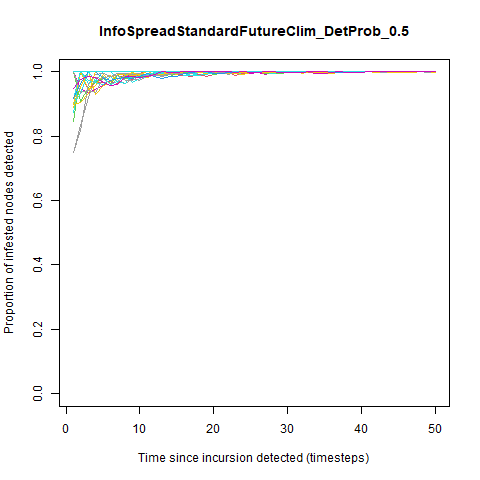 InfoSpreadStandardFutureClim_DetProb_0.5
Proportion of infested nodes detected
1.0
0.8
0.6
0.4
0.2
0.0
0 10 20 30 40 50
Time since incursion detected (timesteps)